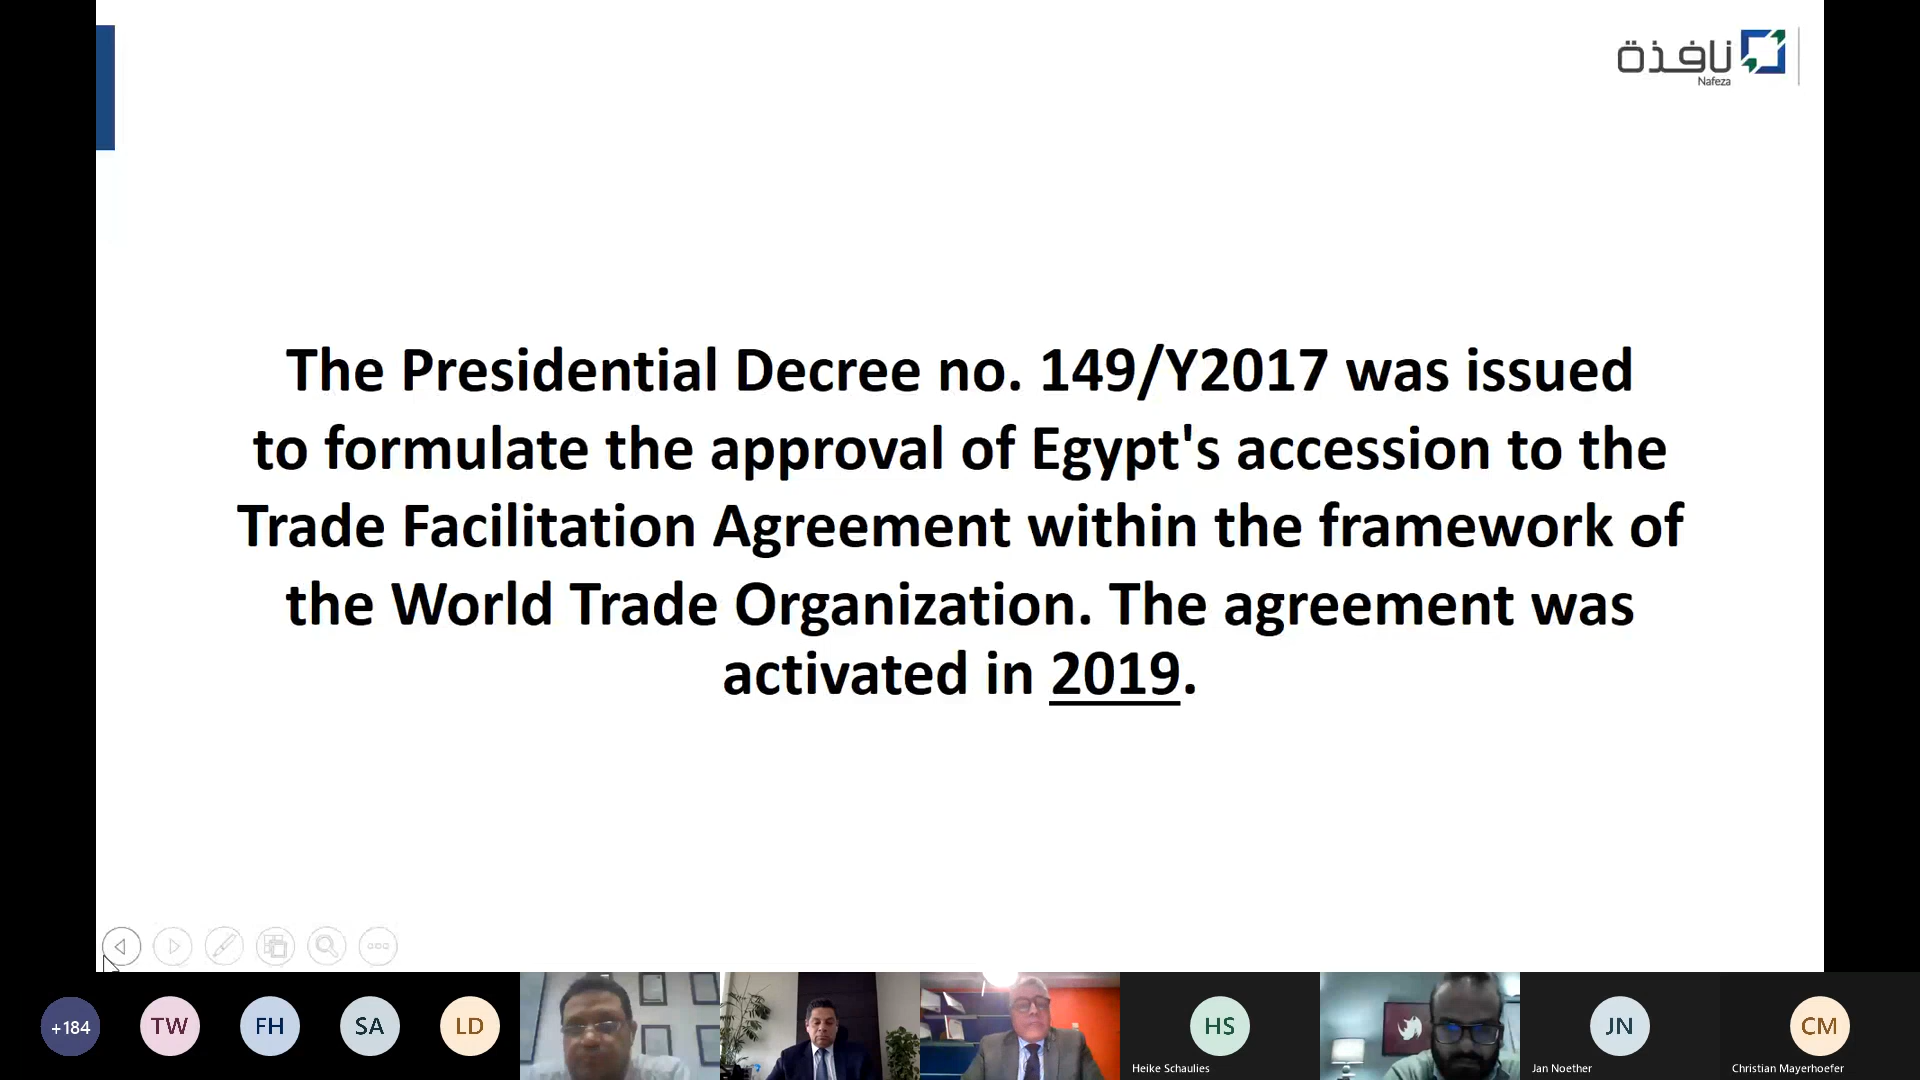 نافذة
Nafeza
The Presidential Decree no. 149/Y2017 was issued
to formulate the approval of Egypt's accession to the
Trade Facilitation Agreement within the framework of
the World Trade Organization. The agreement was
activated in 2019.
+184
TW
FH
SA
LD
HS
Heike Schaulies
JN
Jan Noether
CM
Christian Mayerhoefer